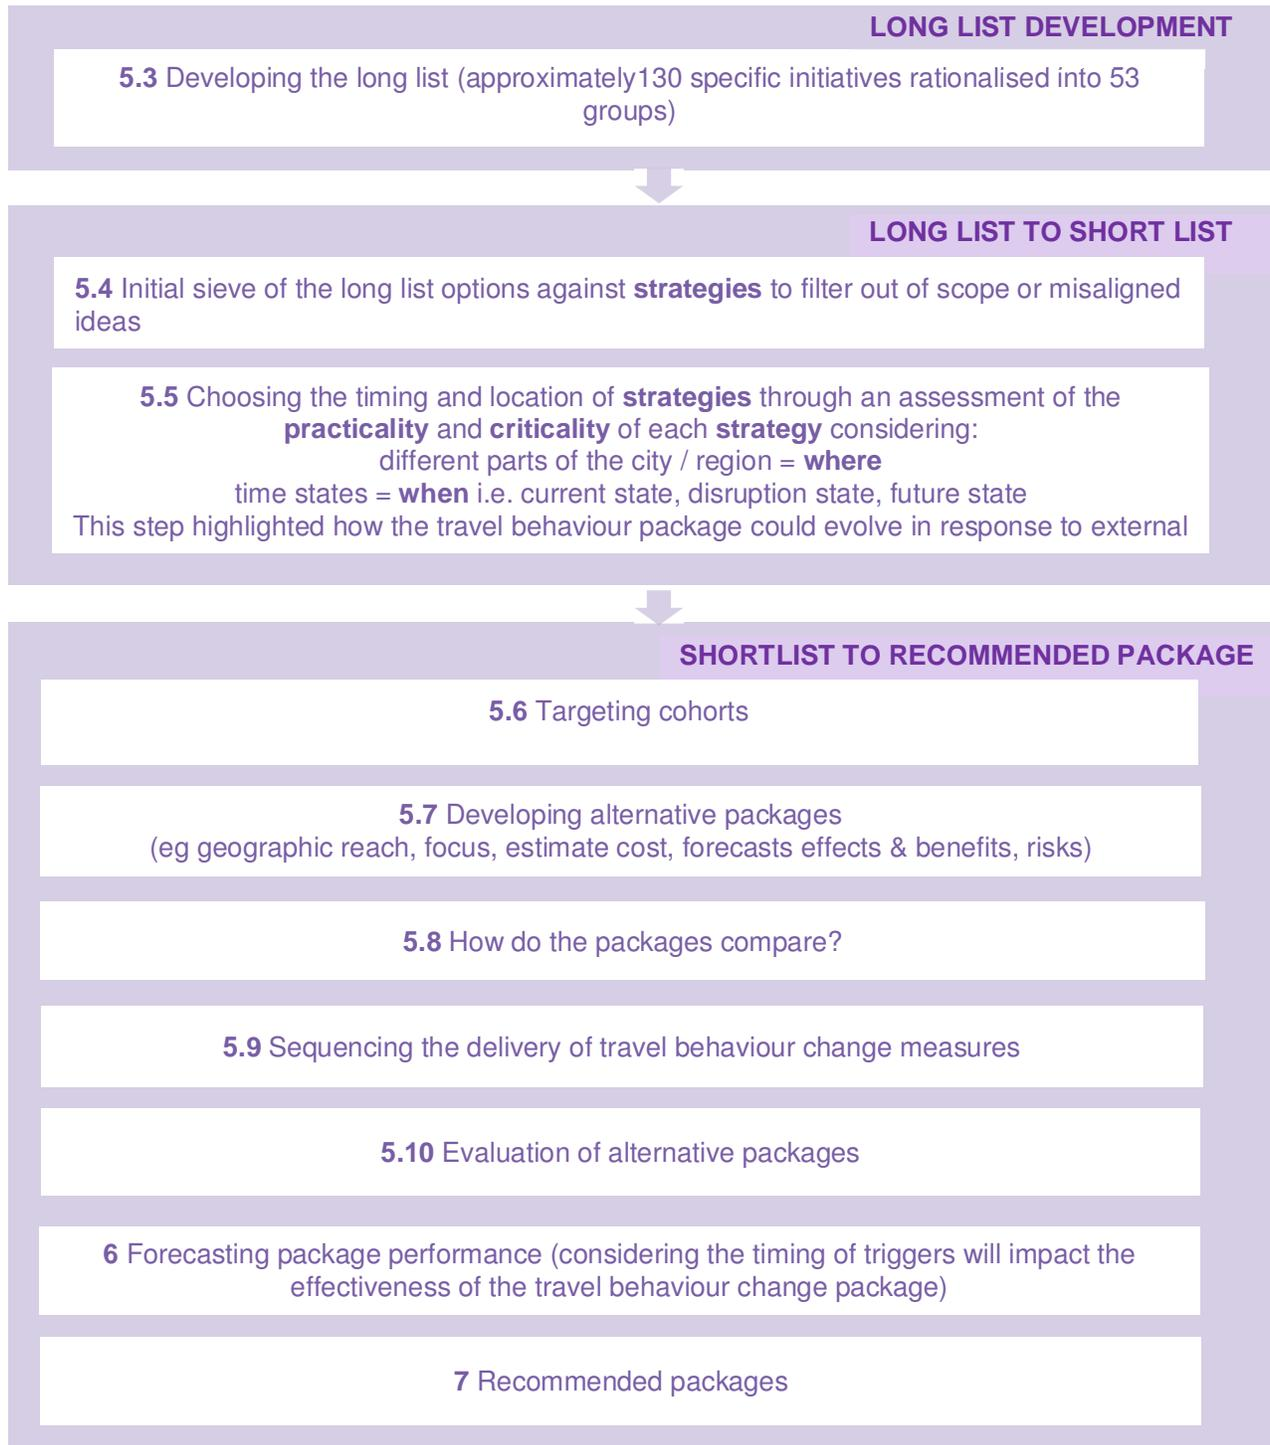 LONG LIST DEVELOPMENT
5.3 Developing the long list (approximately130 specific initiatives rationalised into 53
groups)
LONG LIST TO SHORT LIST
5.4 Initial sieve of the long list options against strategies to filter out of scope or misaligned
ideas
5.5 Choosing the timing and location of strategies through an assessment of the
practicality and criticality of each strategy considering:
different parts of the city / region = where
time states = when i.e. current state, disruption state, future state
This step highlighted how the travel behaviour package could evolve in response to external
SHORTLIST TO RECOMMENDED PACKAGE
5.6 Targeting cohorts
5.7 Developing alternative packages
(eg geographic reach, focus, estimate cost, forecasts effects & benefits, risks)
5.8 How do the packages compare?
5.9 Sequencing the delivery of travel behaviour change measures
5.10 Evaluation of alternative packages
6 Forecasting package performance (considering the timing of triggers will impact the
effectiveness of the travel behaviour change package)
7 Recommended packages